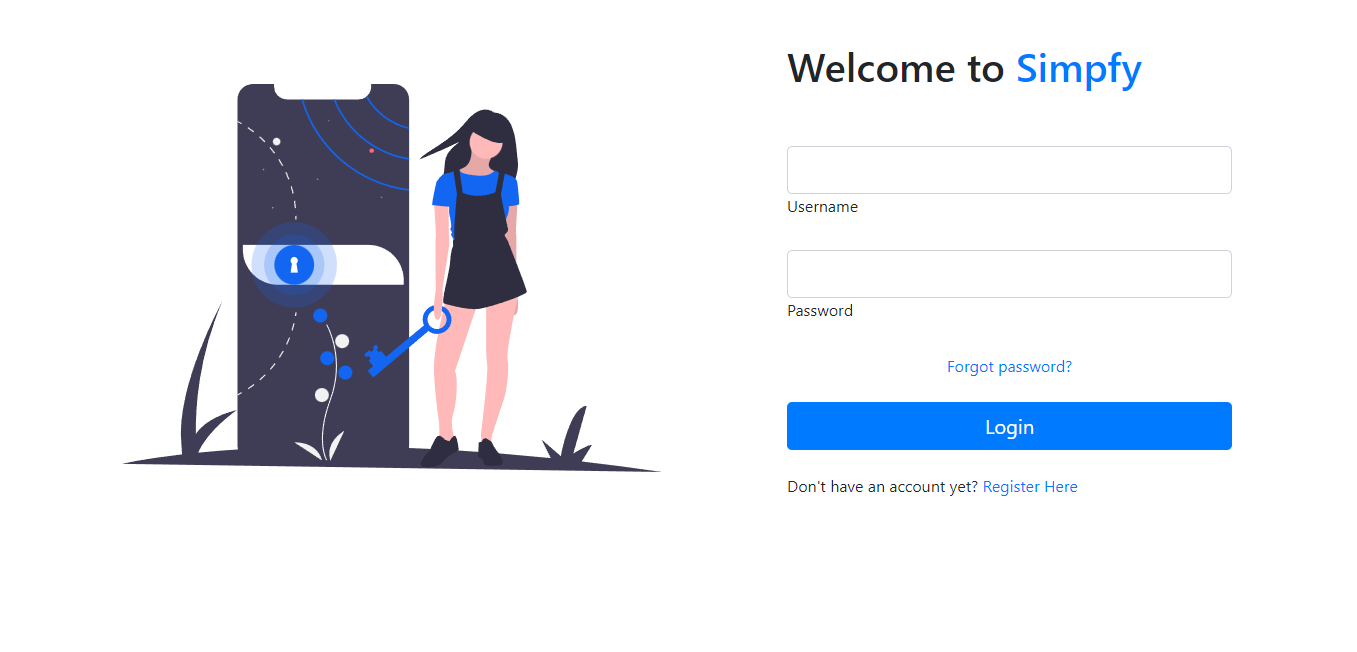 Welcome to Simpfy
Username
Password
Forgot password?
Login
Don't have an account yet? Register Here